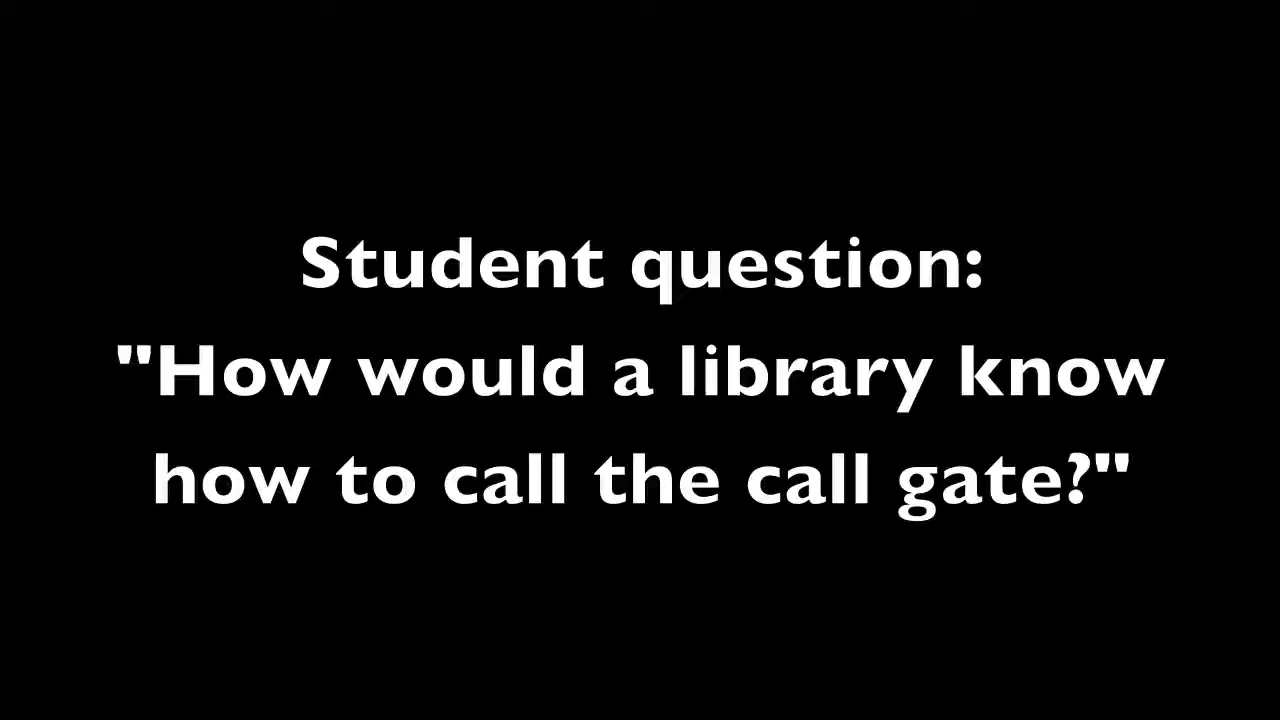 Student question:
"How would a library know
how to call the call gate?"